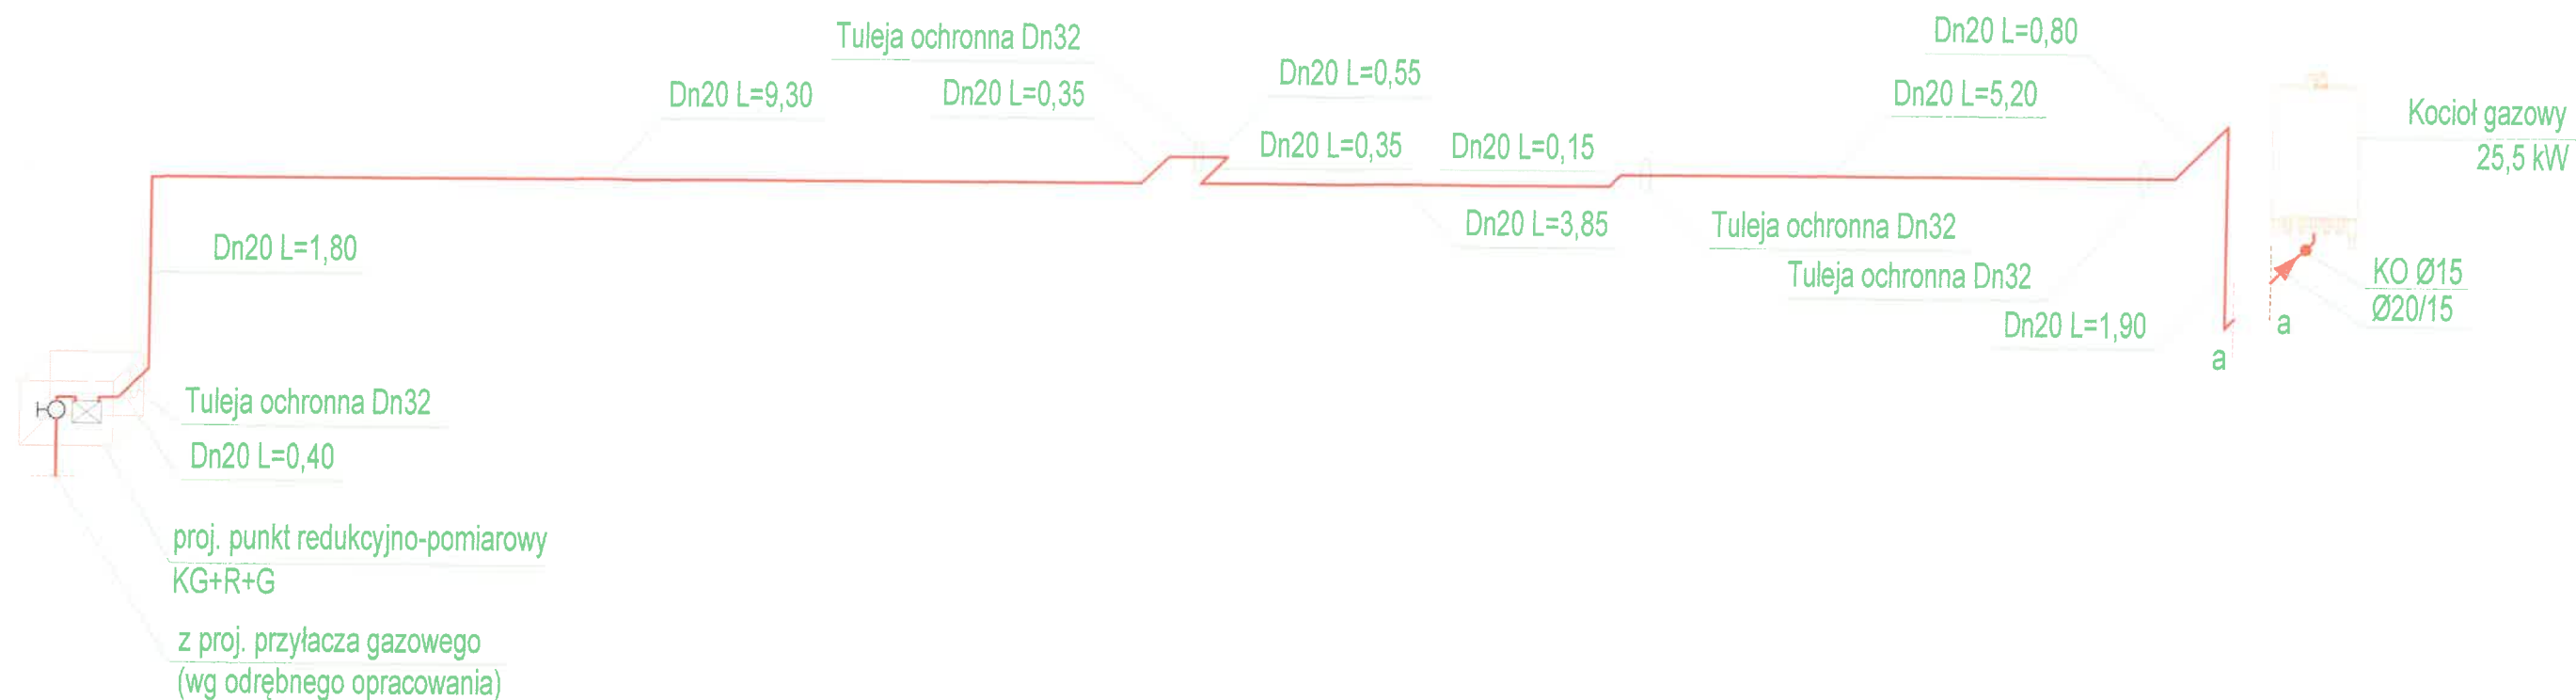 Tuleja ochronna Dn32
Dn20 L=9,30
Dn20 L=0,35
Dn20 L=0,55
Dn20 L=0,35
Dn20 L=0,15
Dn20 L=0,80
Dn20 L=5,20
Kocioł gazowy
25,5 kW
Dn20 L=1,80
Dn20 L=3,85
Tuleja ochronna Dn32
Tuleja ochronna Dn32
Dn20 L=1,90
a
a
KO Ø15
Ø20/15
Tuleja ochronna Dn32
Dn20 L=0,40
proj. punkt redukcyjno-pomiarowy
KG+R+G
z proj. przyłacza gazowego
(wg odrębnego opracowania)